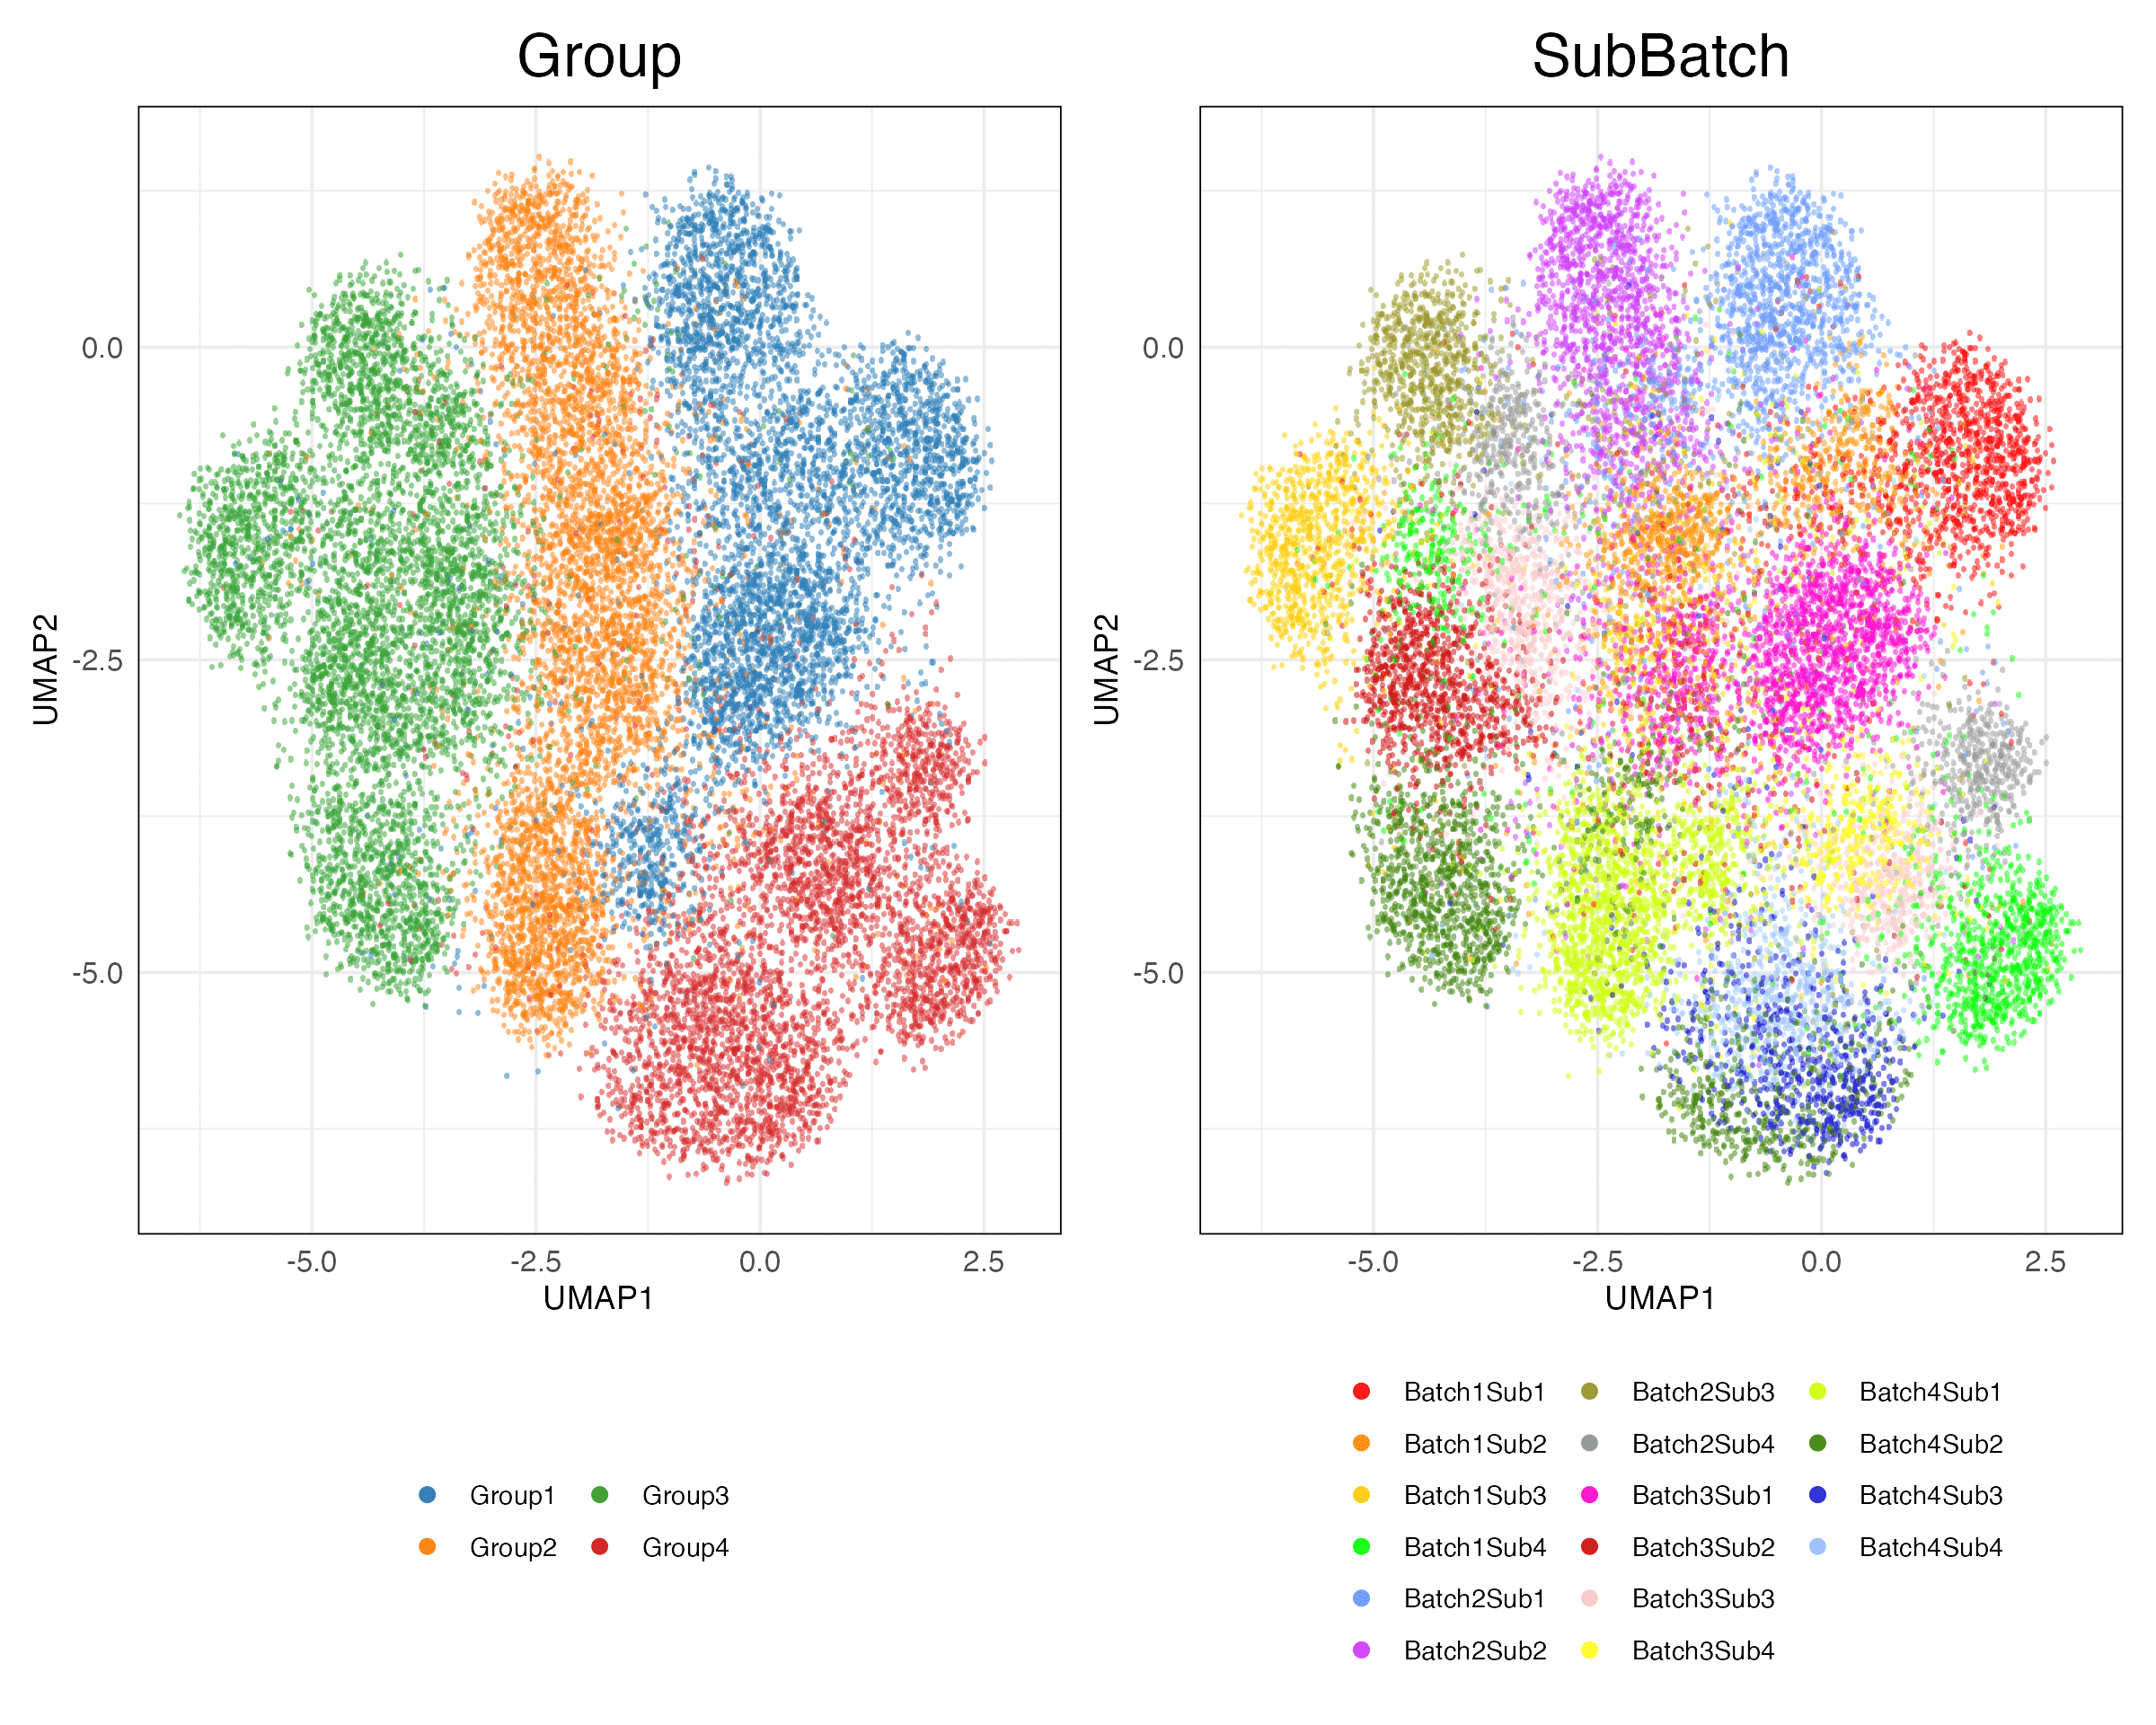 Group
SubBatch
0.0
-2.5
-5.0
UMAP2
-5.0
-2.5
0.0
2.5
UMAP1
0.0
-2.5
-5.0
UMAP2
-5.0
-2.5
0.0
2.5
UMAP1
Group1
Group3
Group2
Group4
Batch1Sub1
Batch2Sub3
Batch4Sub1
Batch1Sub2
Batch2Sub4
Batch4Sub2
Batch1Sub3
Batch3Sub1
Batch4Sub3
Batch1Sub4
Batch3Sub2
Batch4Sub4
Batch2Sub1
Batch3Sub3
Batch2Sub2
Batch3Sub4